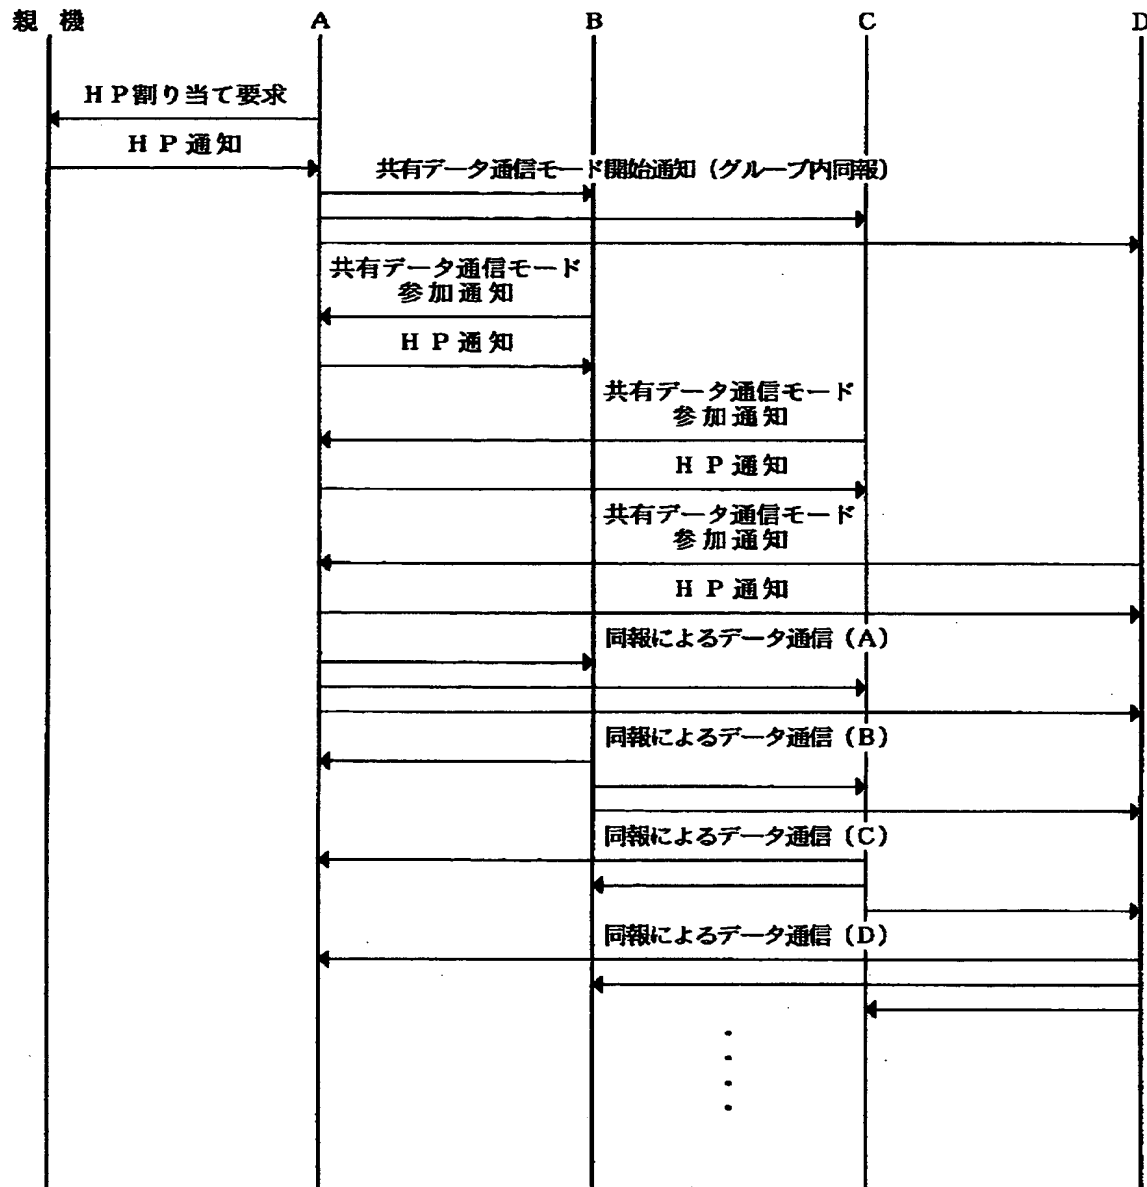 親機 A B C D
HP割り当て要求
HP通知
共有データ通信モード開始通知（グループ内同報）
共有データ通信モード
参加通知
HP通知
共有データ通信モード
参加通知
HP通知
共有データ通信モード
参加通知
HP通知
同報によるデータ通信（A）
同報によるデータ通信（B）
同報によるデータ通信（C）
同報によるデータ通信（D）